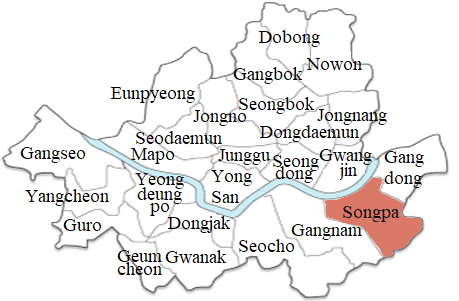 Dobong
Nowon
Gangbok
Eunpyeong
Seongbok
Jongno
Jongnang
Dongdaemun
Seodaemun
Gangseo
Mapo
Junggu
Seong
dong
Gwang
jin
Gang
dong
Yangcheon
Yeong
deung
po
Yong
San
Songpa
Guro
Dongjak
Gangnam
Seocho
Geum
cheon
Gwanak